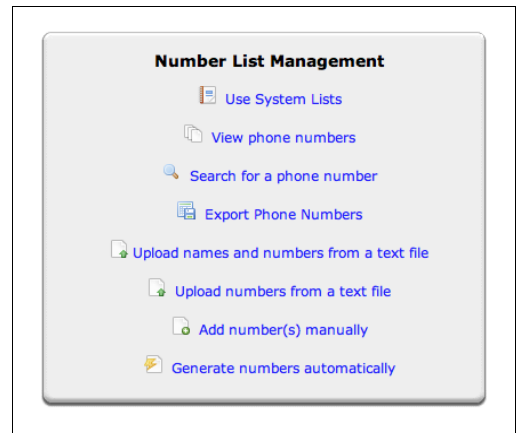 Number List Management
Use System Lists
View phone numbers
Search for a phone number
Export Phone Numbers
Upload names and numbers from a text file
Upload numbers from a text file
Add number(s) manually
Generate numbers automatically